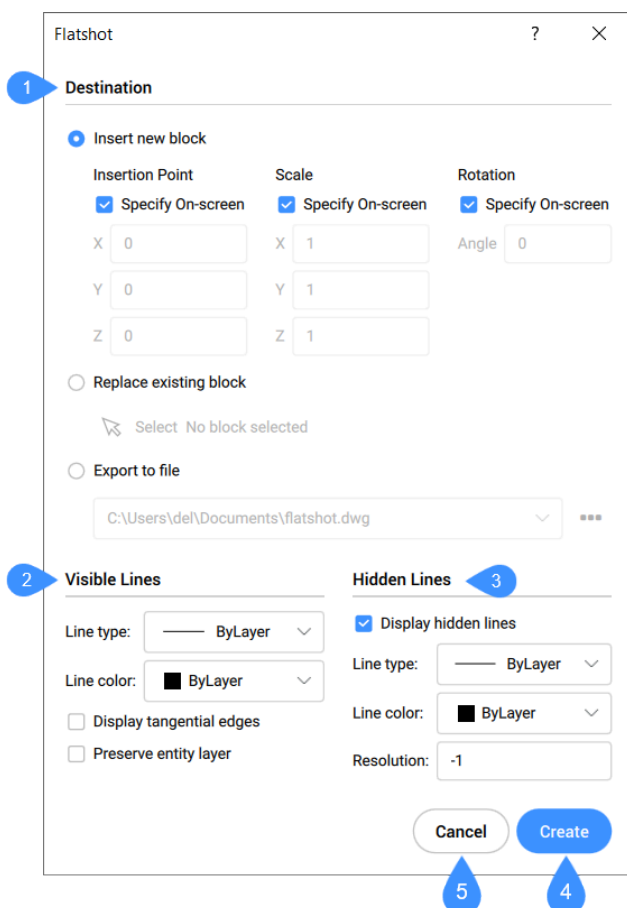 Flatshot ?
1 Destination
Insert new block
Insertion Point Scale Rotation
Specify On-screen Specify On-screen Specify On-screen
X 0 X 1 Angle 0
Y 0 Y 1
Z 0 Z 1
Replace existing block
Select No block selected
Export to file
C:\Users\del\Documents\flatshot.dwg
2 Visible Lines
Line type: ByLayer
Line color: ByLayer
Display tangential edges
Preserve entity layer
Hidden Lines 3
Display hidden lines
Line type: ByLayer
Line color: ByLayer
Resolution: -1
Cancel Create
5 4